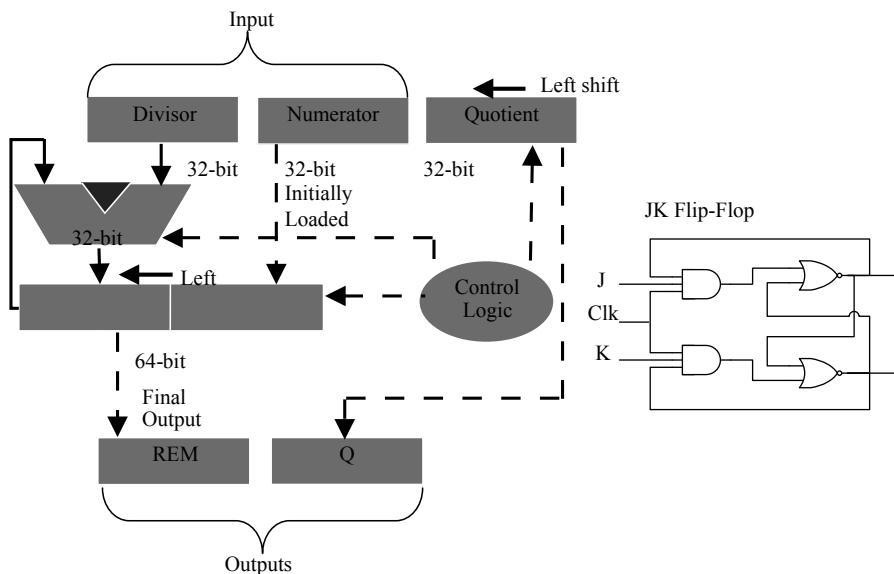 Input
Left shift
Divisor
Numerator
Quotient
32-bit
32-bit
Initially
Loaded
32-bit
32-bit
Left
Control
Logic
64-bit
Final
Output
REM
Q
Outputs
JK Flip-Flop
J
Clk
K